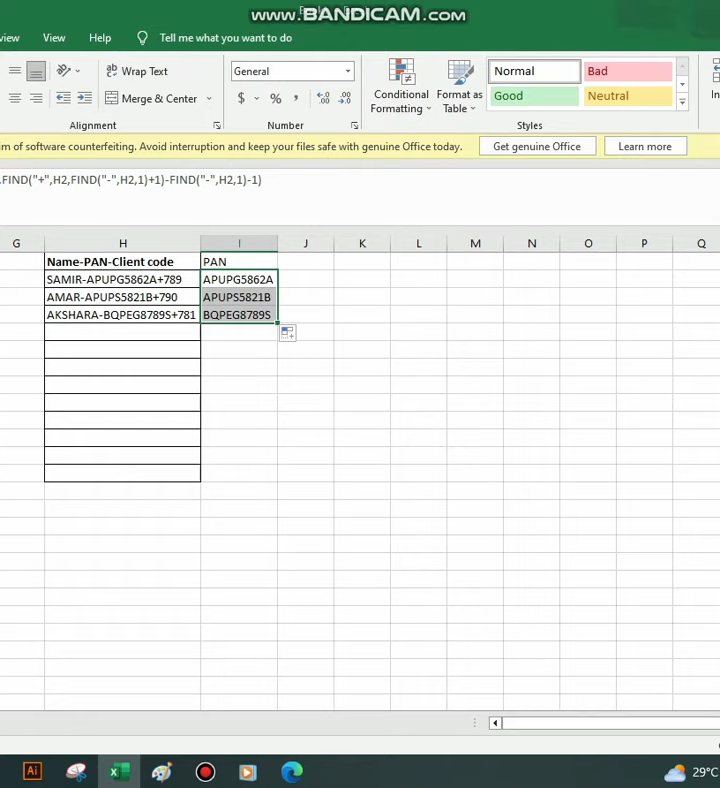 www.BANDICAM.com
view View Help Tell me what you want to do
Wrap Text General Conditional Formatting Format as Table Normal Bad
Merge & Center $ % , Good Neutral
Alignment Number Styles
of software counterfeiting. Avoid interruption and keep your files safe with genuine Office today. Get genuine Office Learn more
,FIND("+",H2,FIND("-",H2,1)+1)-FIND("-",H2,1)-1)
G H I J K L M N O P Q
Name-PAN-Client code PAN
SAMIR-APUPG5862A+789 APUPG5862A
AMAR-APUPS5821B+790 APUPS5821B
AKSHARA-BQPEG8789S+781 BQPEG8789S
Ai 29°C